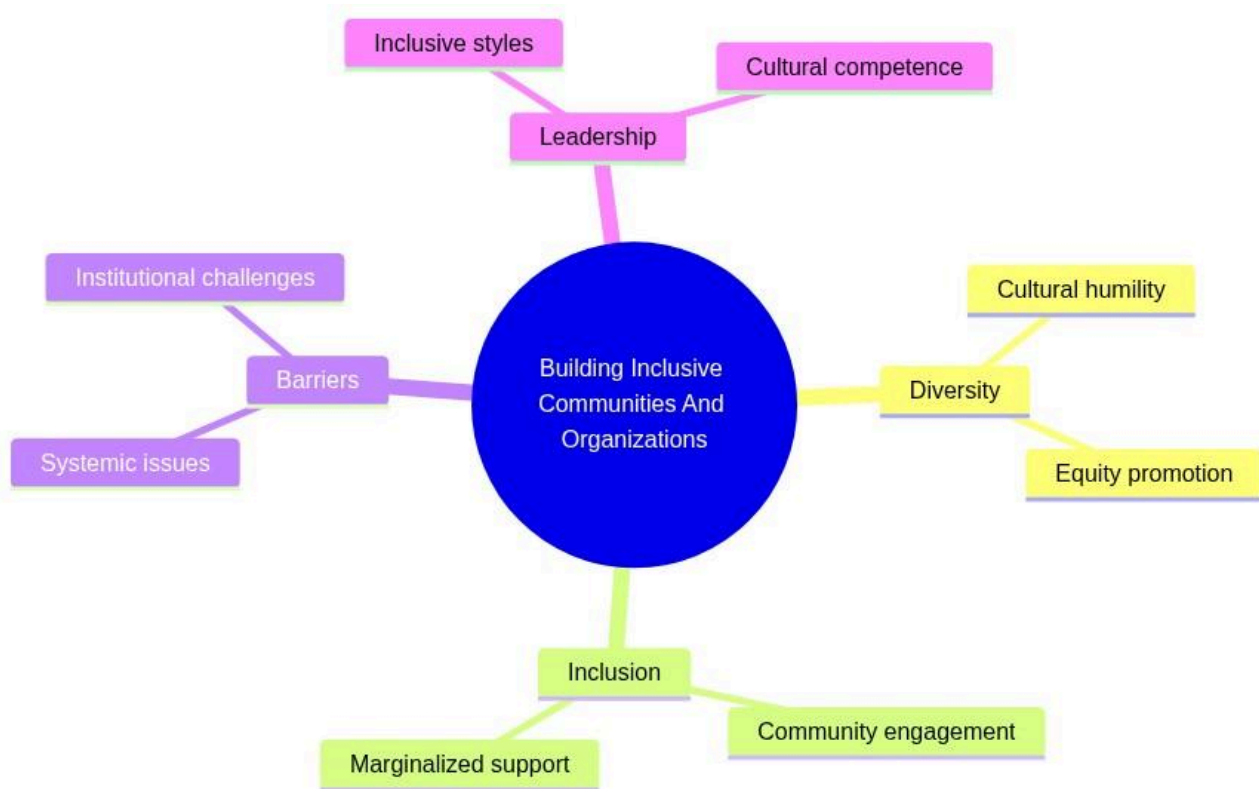 Inclusive styles
Cultural competence
Leadership
Institutional challenges
Cultural humility
Building Inclusive
Communities And
Organizations
Barriers
Diversity
Systemic issues
Equity promotion
Inclusion
Community engagement
Marginalized support